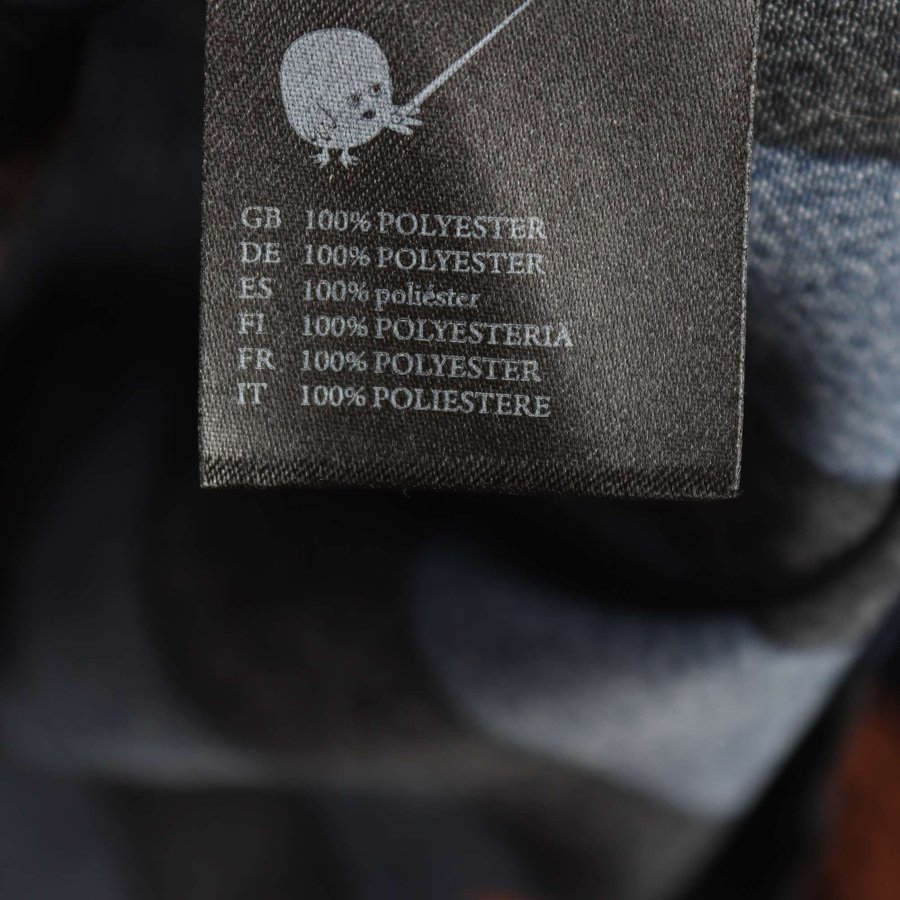 GB 100% POLYESTER
DE 100% POLYESTER
ES 100% poliéster
FI 100% POLYESTERIA
FR 100% POLYESTER
IT 100% POLIESTERE